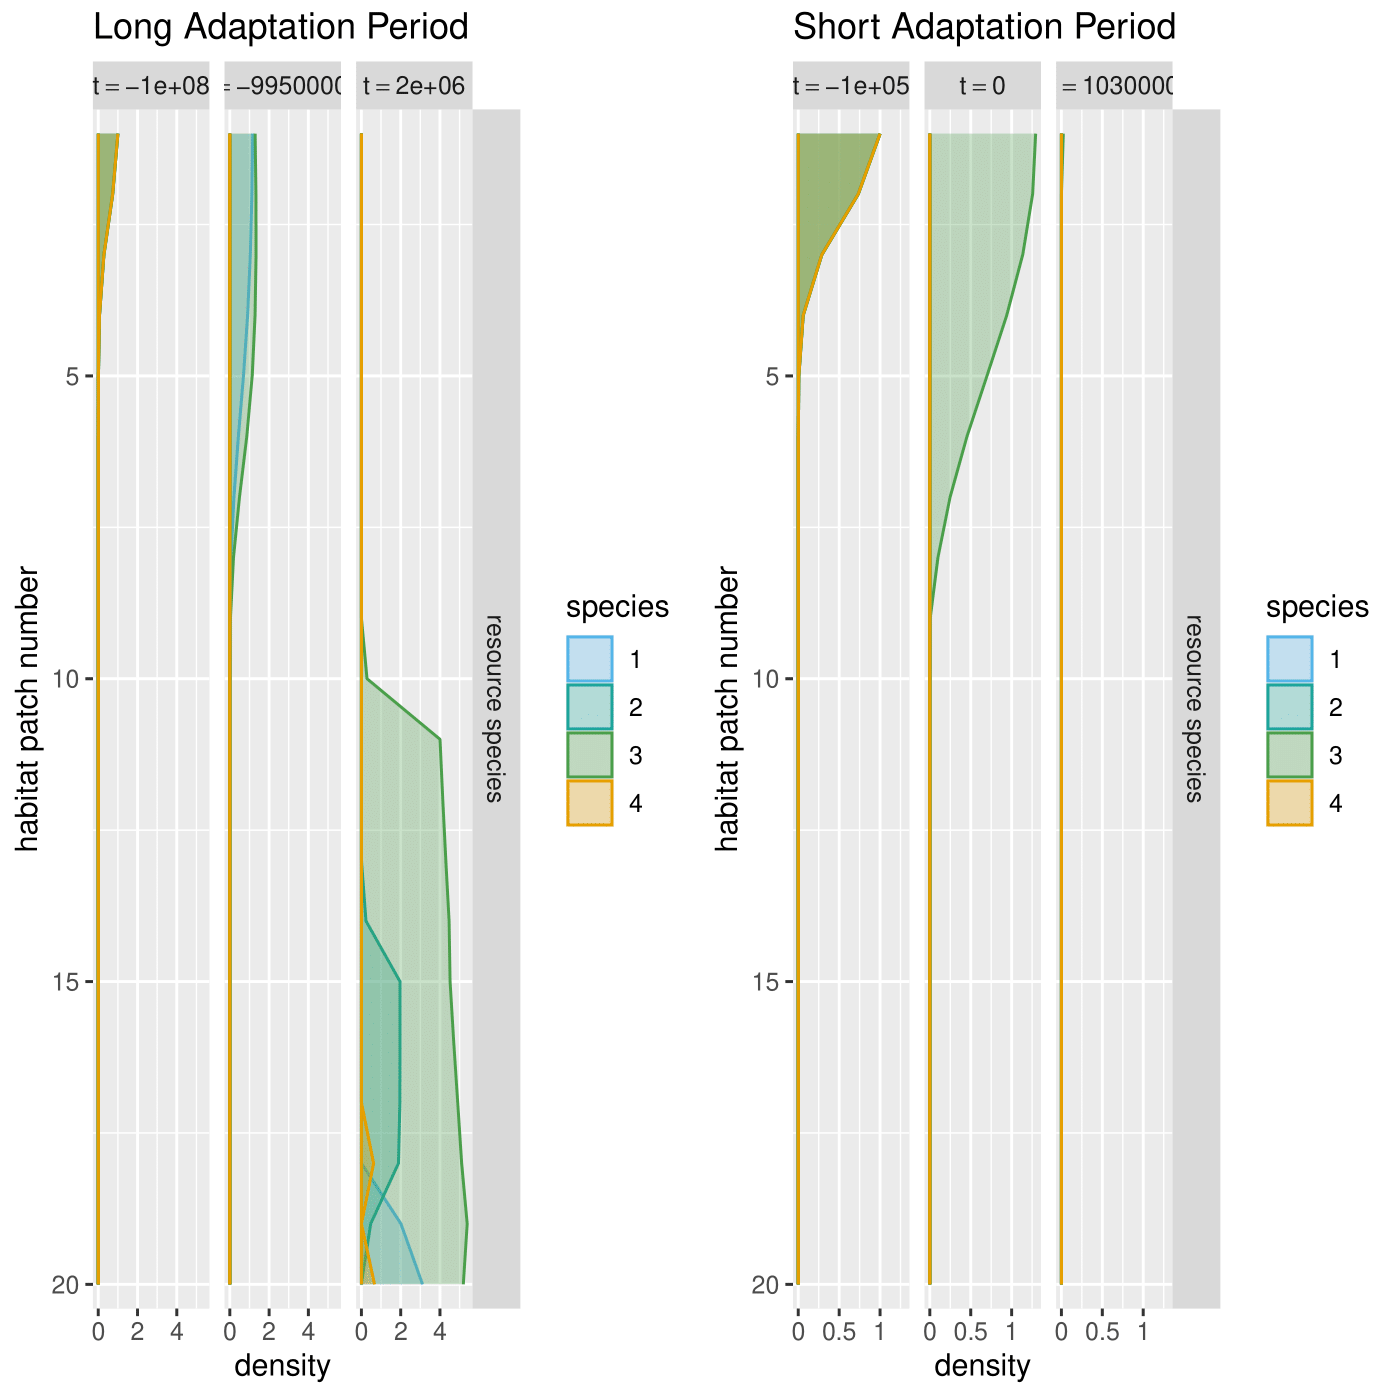 Long Adaptation Period
t = −1e+08
= −9950000
t = 2e+06
habitat patch number
5
10
15
20
0 2 4
0 2 4
0 2 4
density
resource species
species
1
2
3
4
Short Adaptation Period
t = −1e+05
t = 0
= 1030000
habitat patch number
5
10
15
20
0 0.5 1
0 0.5 1
0 0.5 1
density
resource species
species
1
2
3
4